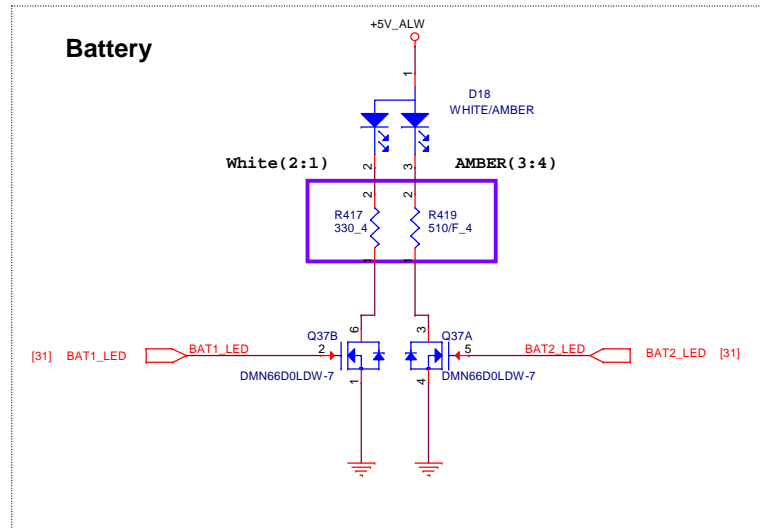 +5V_ALW
Battery
1
D18
WHITE/AMBER
2
3
White(2:1)
AMBER(3:4)
2
2
R417
330_4
R419
510/F_4
1
1
6
3
Q37B
Q37A
[31] BAT1_LED
BAT1_LED
2
5
BAT2_LED
BAT2_LED [31]
1
4
DMN66D0LDW-7
DMN66D0LDW-7